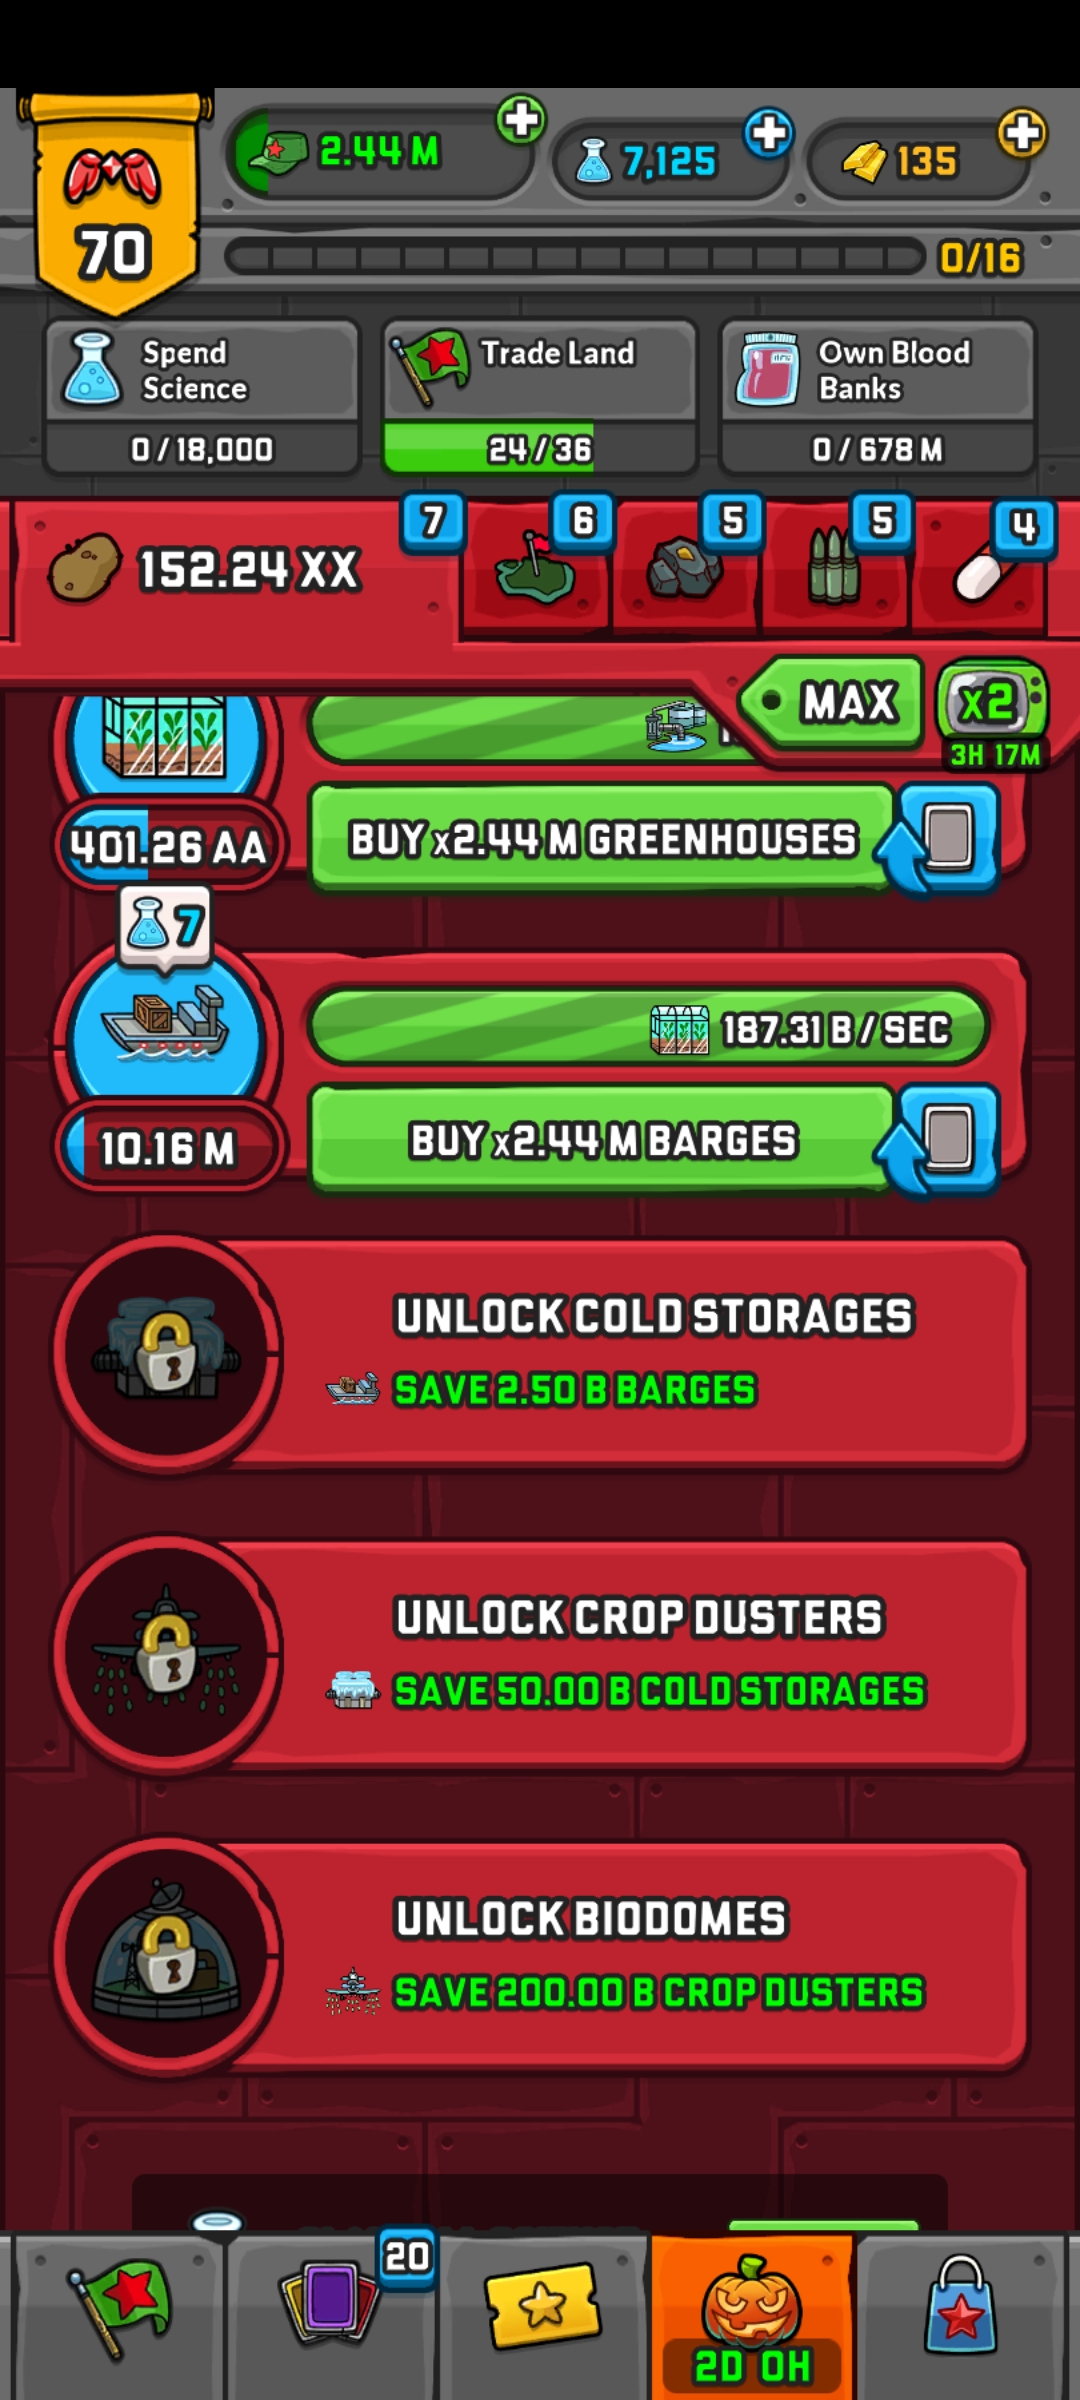 2.44 M
7,125
135
70
0/16
Spend
Science
0 / 18,000
Trade Land
24 / 36
Own Blood
Banks
0 / 678 M
152.24 XX
7
6
5
5
4
MAX
x2
3H 17M
401.26 AA
BUY x2.44 M GREENHOUSES
7
187.31 B / SEC
10.16 M
BUY x2.44 M BARGES
UNLOCK COLD STORAGES
SAVE 2.50 B BARGES
UNLOCK CROP DUSTERS
SAVE 50.00 B COLD STORAGES
UNLOCK BIODOMES
SAVE 200.00 B CROP DUSTERS
20
2D 0H